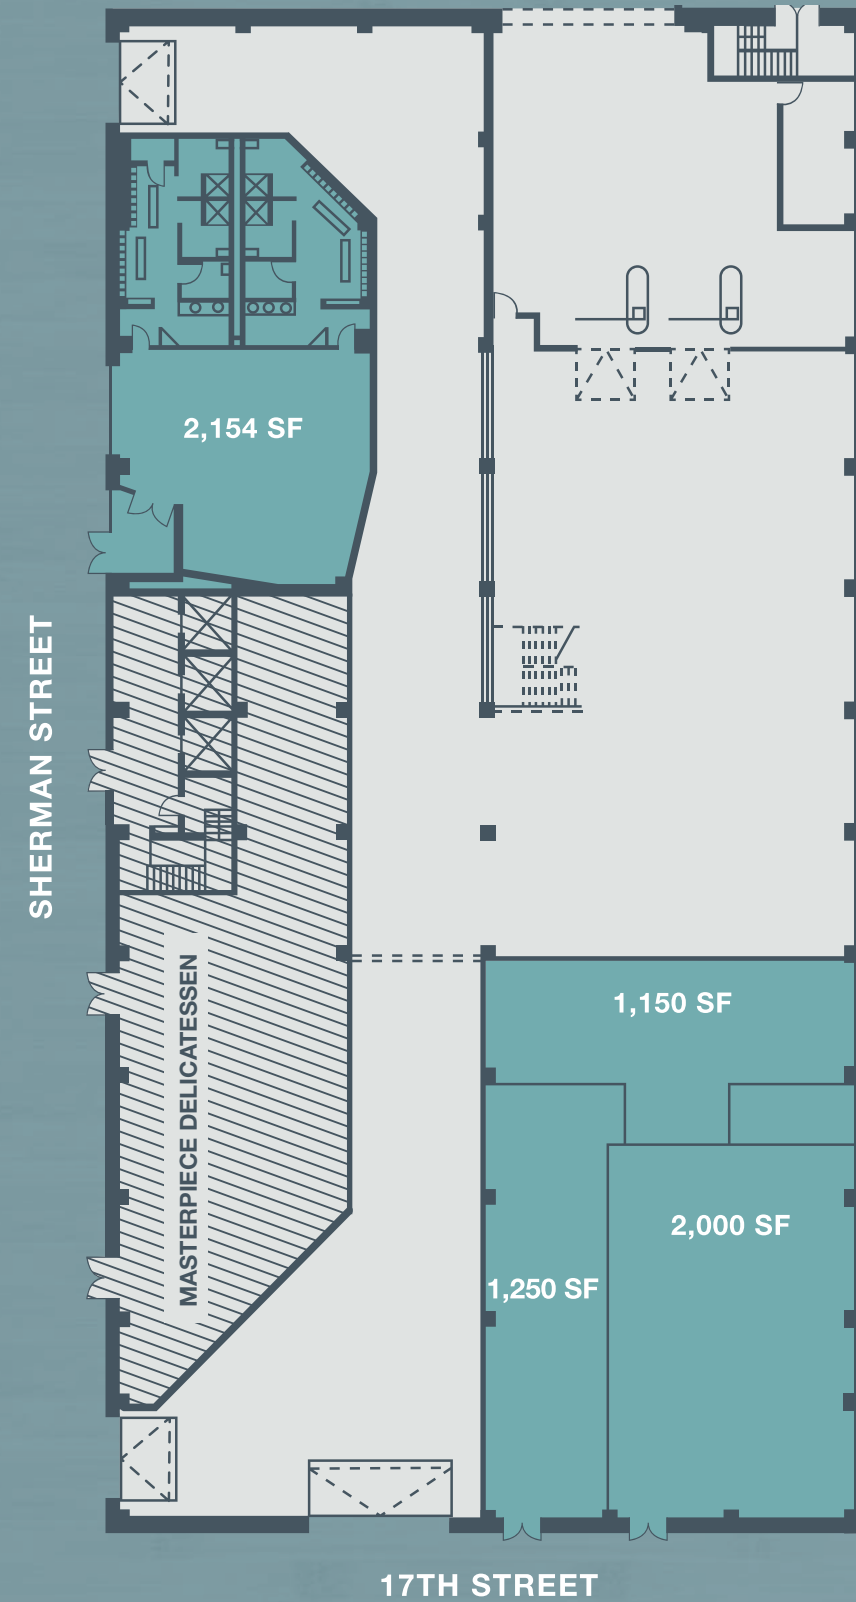 2,154 SF
SHERMAN STREET
MASTERPIECE DELICATESSEN
1,150 SF
2,000 SF
1,250 SF
17TH STREET